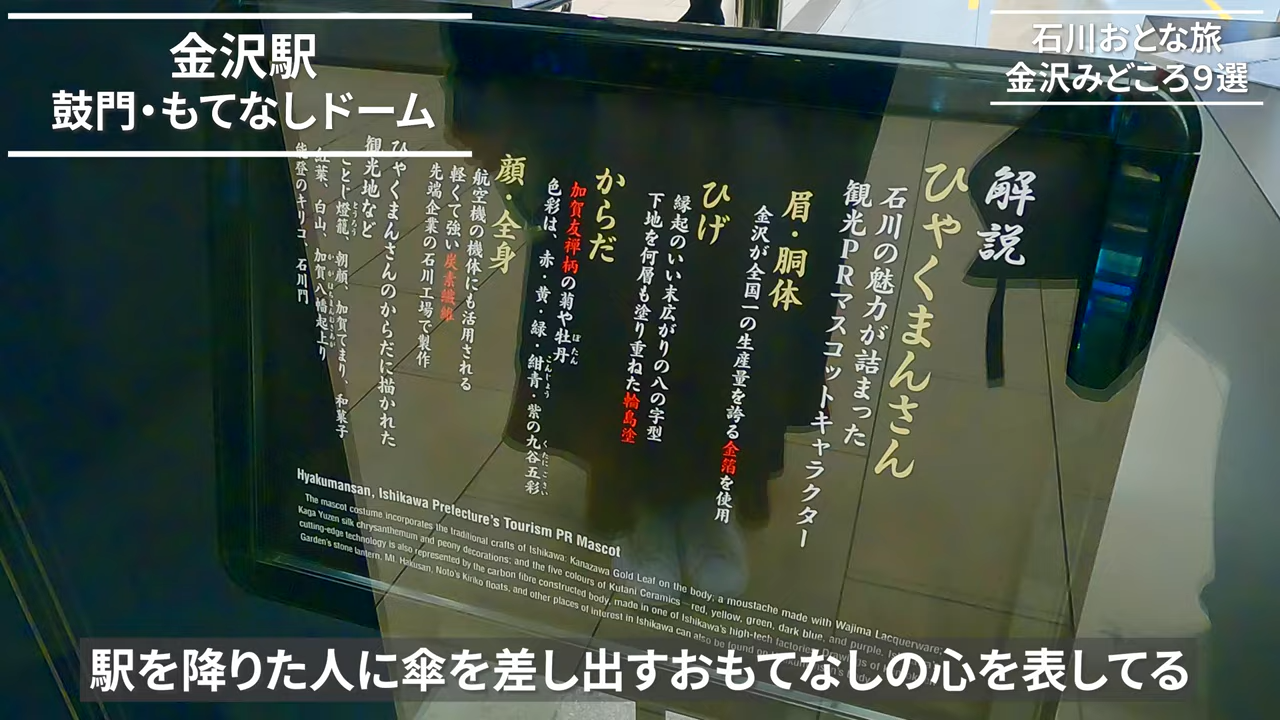 金沢駅
鼓門・もてなしドーム
石川おとな旅
金沢みどころ9選
解説
ひゃくまんさん
石川の魅力が詰まった
観光PRマスコットキャラクター
眉・胴体
金沢が全国一の生産量を誇る金箔を使用
ひげ
縁起のいい末広がりの八の字型
下地を何層も塗り重ねた輪島塗
からだ
加賀友禅柄の菊や牡丹
色彩は、赤・黄・緑・紺青・紫の九谷五彩
顔・全身
航空機の機体にも活用される
軽くて強い炭素繊維
先端企業の石川工場で製作
ひゃくまんさんのからだに描かれた
観光地など
ことじ燈籠、朝顔、加賀てまり、和菓子
紅葉、白山、加賀八幡起上り
能登のキリコ、石川門
Hyakumansan, Ishikawa Prefecture's Tourism PR Mascot
The mascot costume incorporates the traditional crafts of Ishikawa: Kanazawa Gold Leaf on the body; a moustache made with Wajima Lacquerware;
Kaga Yuzen silk chrysanthemum and peony decorations; and the five colours of Kutani Ceramics—red, yellow, green, dark blue, and purple.
cutting-edge technology is also represented by the carbon fibre constructed body, made in one of Ishikawa's high-tech factories.
Garden's stone lantern, Mt. Hakusan, Noto's Kiriko floats, and other places of interest in Ishikawa can also be found on
駅を降りた人に傘を差し出すおもてなしの心を表してる